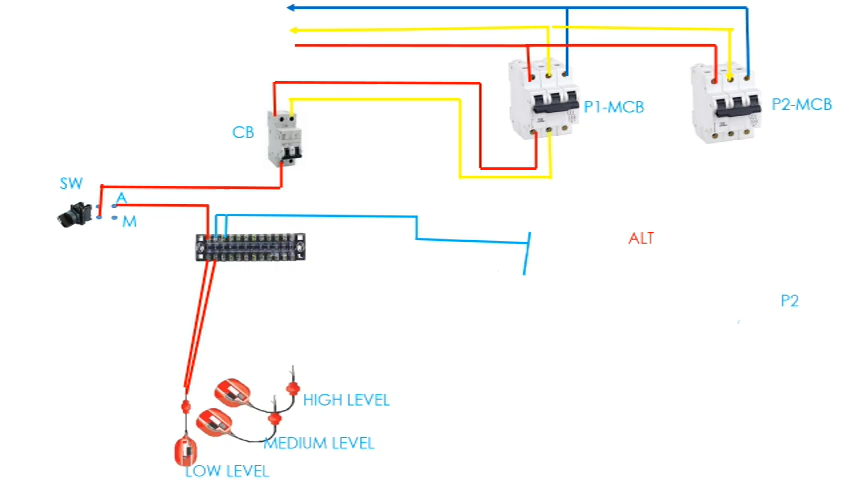 P1-MCB
P2-MCB
CB
SW
A
M
ALT
P2
HIGH LEVEL
MEDIUM LEVEL
LOW LEVEL